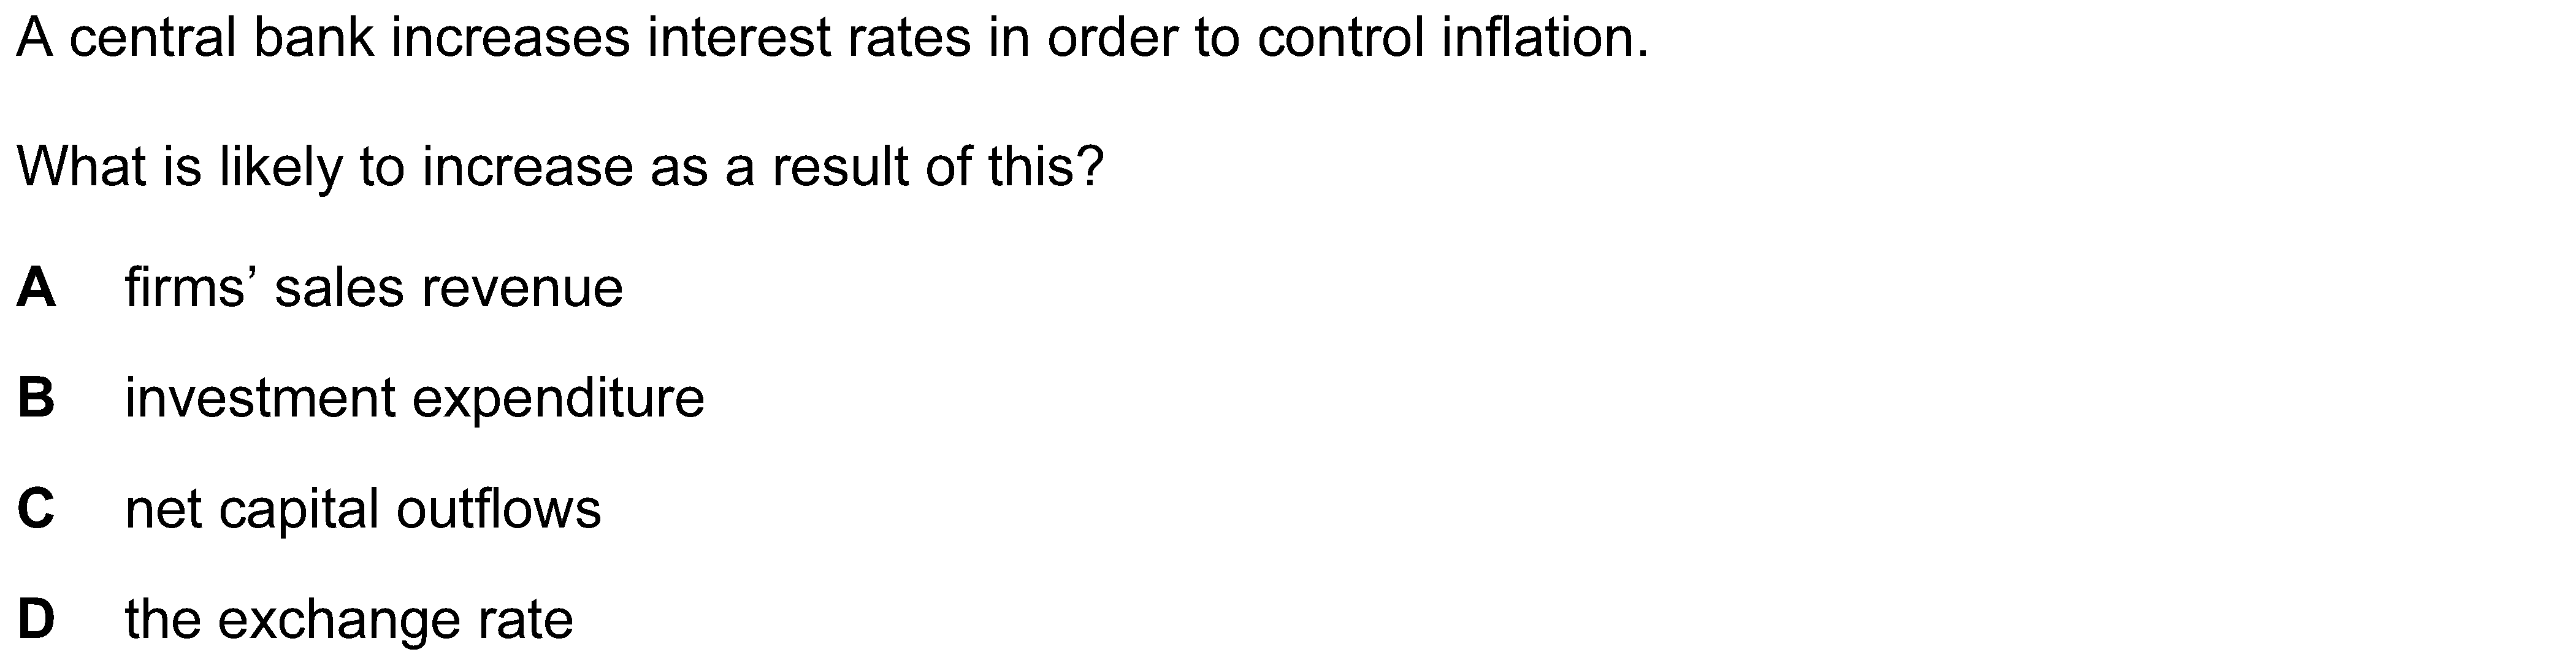 A central bank increases interest rates in order to control inflation.
What is likely to increase as a result of this?
A firms’ sales revenue
B investment expenditure
C net capital outflows
D the exchange rate